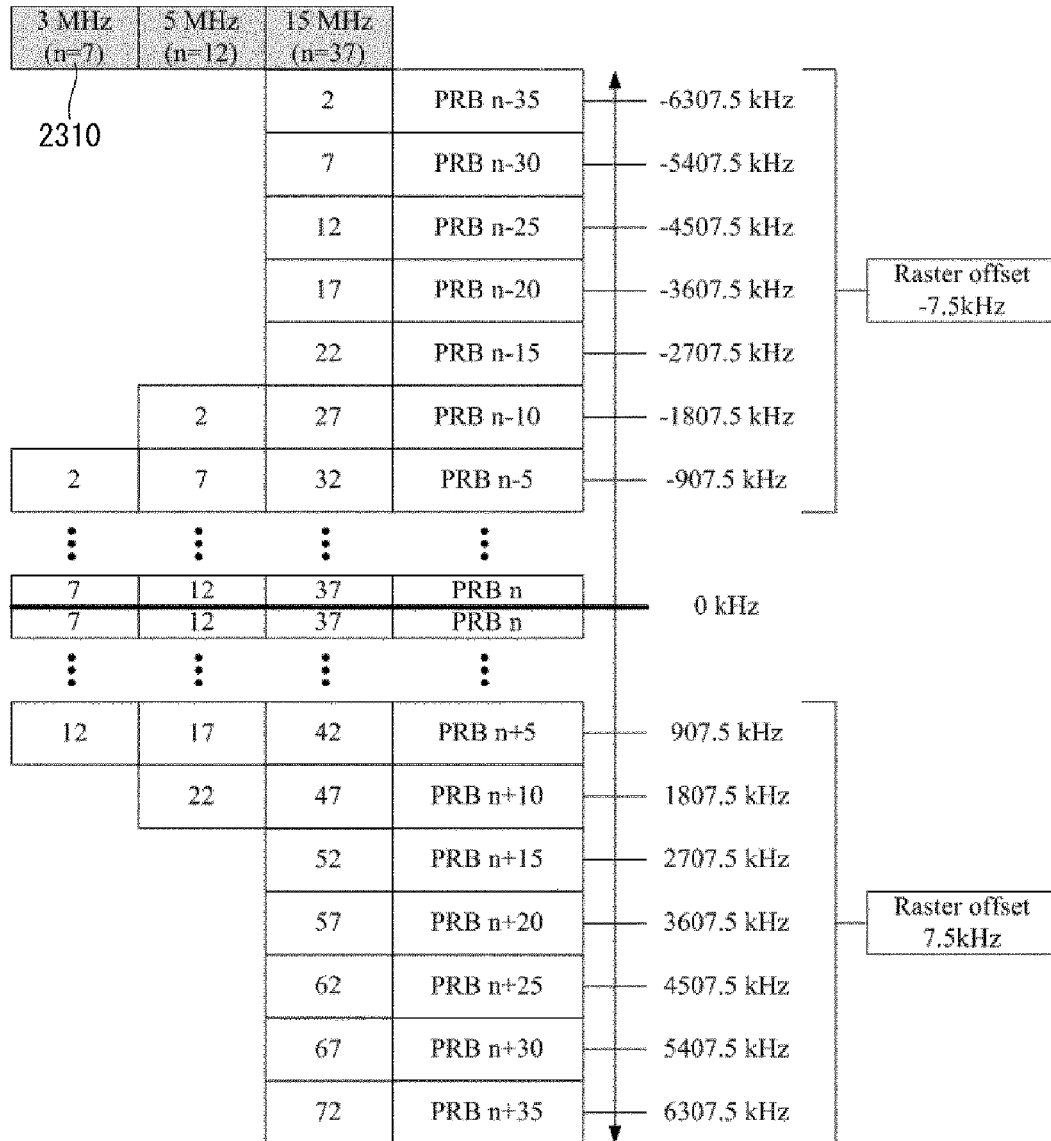 3 MHz 5 MHz 15 MHz
(n=7) (n=12) (n=37)
2310
2 PRB n-35 -6307.5 kHz
7 PRB n-30 -5407.5 kHz
12 PRB n-25 -4507.5 kHz
17 PRB n-20 -3607.5 kHz
Raster offset
-7.5kHz
22 PRB n-15 -2707.5 kHz
2 27 PRB n-10 -1807.5 kHz
2 7 32 PRB n-5 -907.5 kHz
7 12 37 PRB n
0 kHz
7 12 37 PRB n
12 17 42 PRB n+5 907.5 kHz
22 47 PRB n+10 1807.5 kHz
52 PRB n+15 2707.5 kHz
57 PRB n+20 3607.5 kHz
Raster offset
7.5kHz
62 PRB n+25 4507.5 kHz
67 PRB n+30 5407.5 kHz
72 PRB n+35 6307.5 kHz